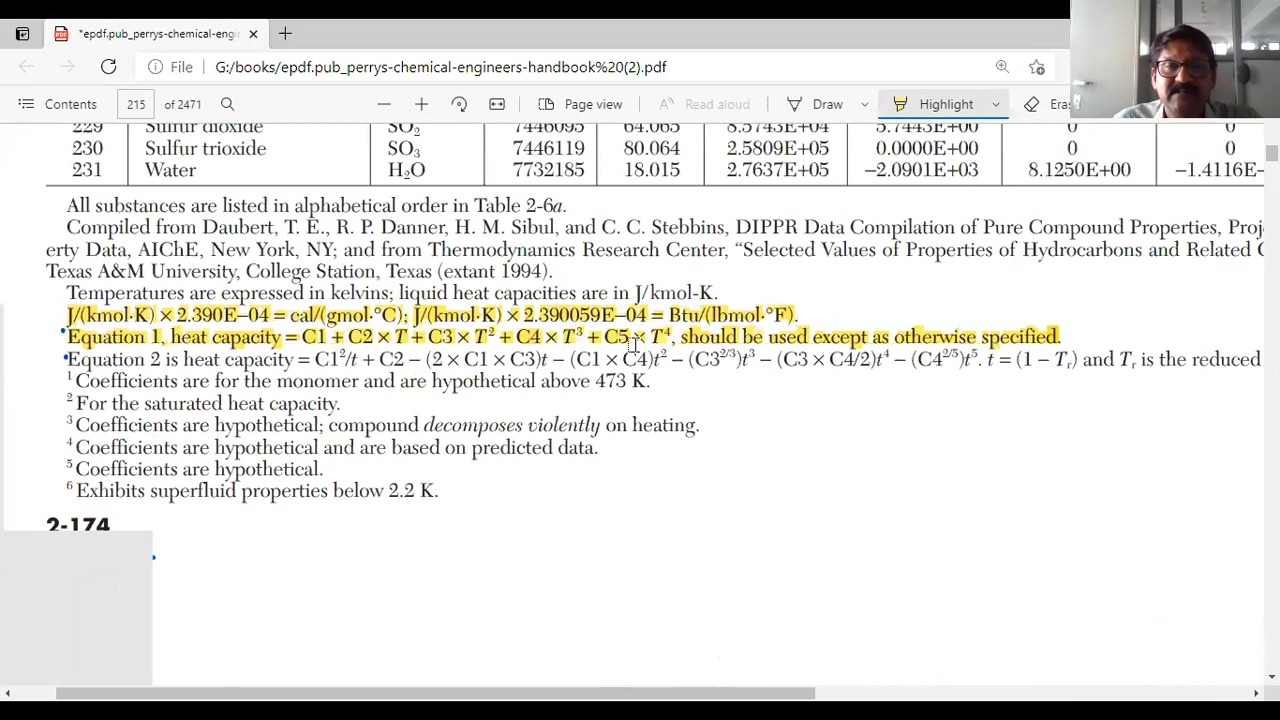 *epdf.pub_perrys-chemical-engi
File G:/books/epdf.pub_perrys-chemical-engineers-handbook%20(2).pdf
Contents 215 of 2471 Page view Read aloud Draw Highlight Eras
229 Sulfur dioxide SO₂ 7446095 64.065 8.5743E+04 5.7443E+00 0 0
230 Sulfur trioxide SO₃ 7446119 80.064 2.5809E+05 0.0000E+00 0 0
231 Water H₂O 7732185 18.015 2.7637E+05 −2.0901E+03 8.1250E+00 −1.4116E−
All substances are listed in alphabetical order in Table 2-6a.
Compiled from Daubert, T. E., R. P. Danner, H. M. Sibul, and C. C. Stebbins, DIPPR Data Compilation of Pure Compound Properties, Proj
erty Data, AIChE, New York, NY; and from Thermodynamics Research Center, “Selected Values of Properties of Hydrocarbons and Related C
Texas A&M University, College Station, Texas (extant 1994).
Temperatures are expressed in kelvins; liquid heat capacities are in J/kmol-K.
J/(kmol·K) × 2.390E−04 = cal/(gmol·°C); J/(kmol·K) × 2.390059E−04 = Btu/(lbmol·°F).
Equation 1, heat capacity = C1 + C2 × T + C3 × T² + C4 × T³ + C5 × T⁴, should be used except as otherwise specified.
Equation 2 is heat capacity = C1²/t + C2 − (2 × C1 × C3)t − (C1 × C4)t² − (C3²/³)t³ − (C3 × C4/2)t⁴ − (C4²/⁵)t⁵. t = (1 − Tᵣ) and Tᵣ is the reduced
¹ Coefficients are for the monomer and are hypothetical above 473 K.
² For the saturated heat capacity.
³ Coefficients are hypothetical; compound decomposes violently on heating.
⁴ Coefficients are hypothetical and are based on predicted data.
⁵ Coefficients are hypothetical.
⁶ Exhibits superfluid properties below 2.2 K.
2-174